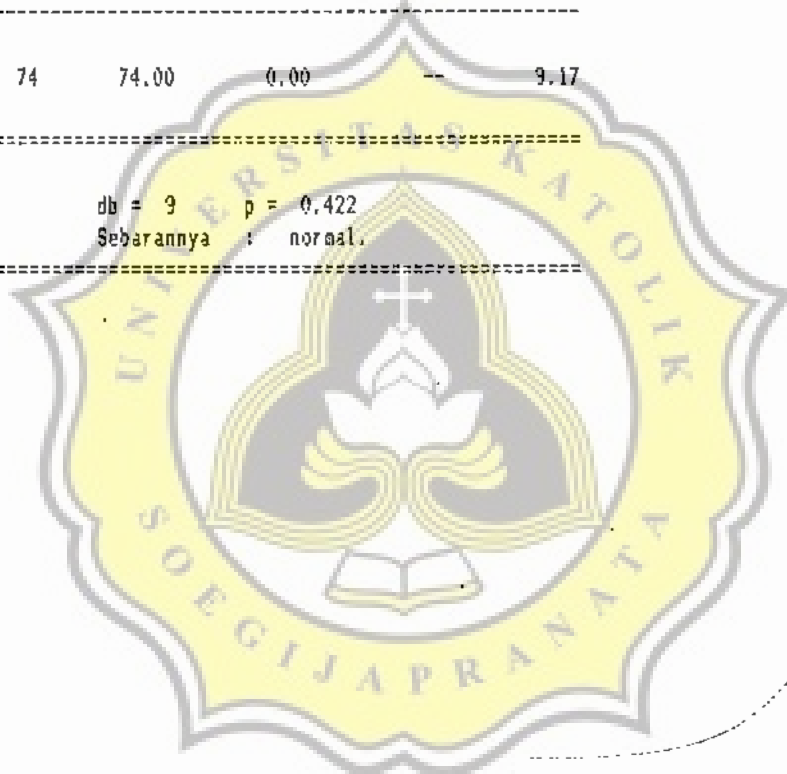 74 74.00 0.00 -- 9.17
db = 9 p = 0.422
Sebarannya : normal.
UNIVERSITAS KATOLIK
SOEGIJAPRANATA